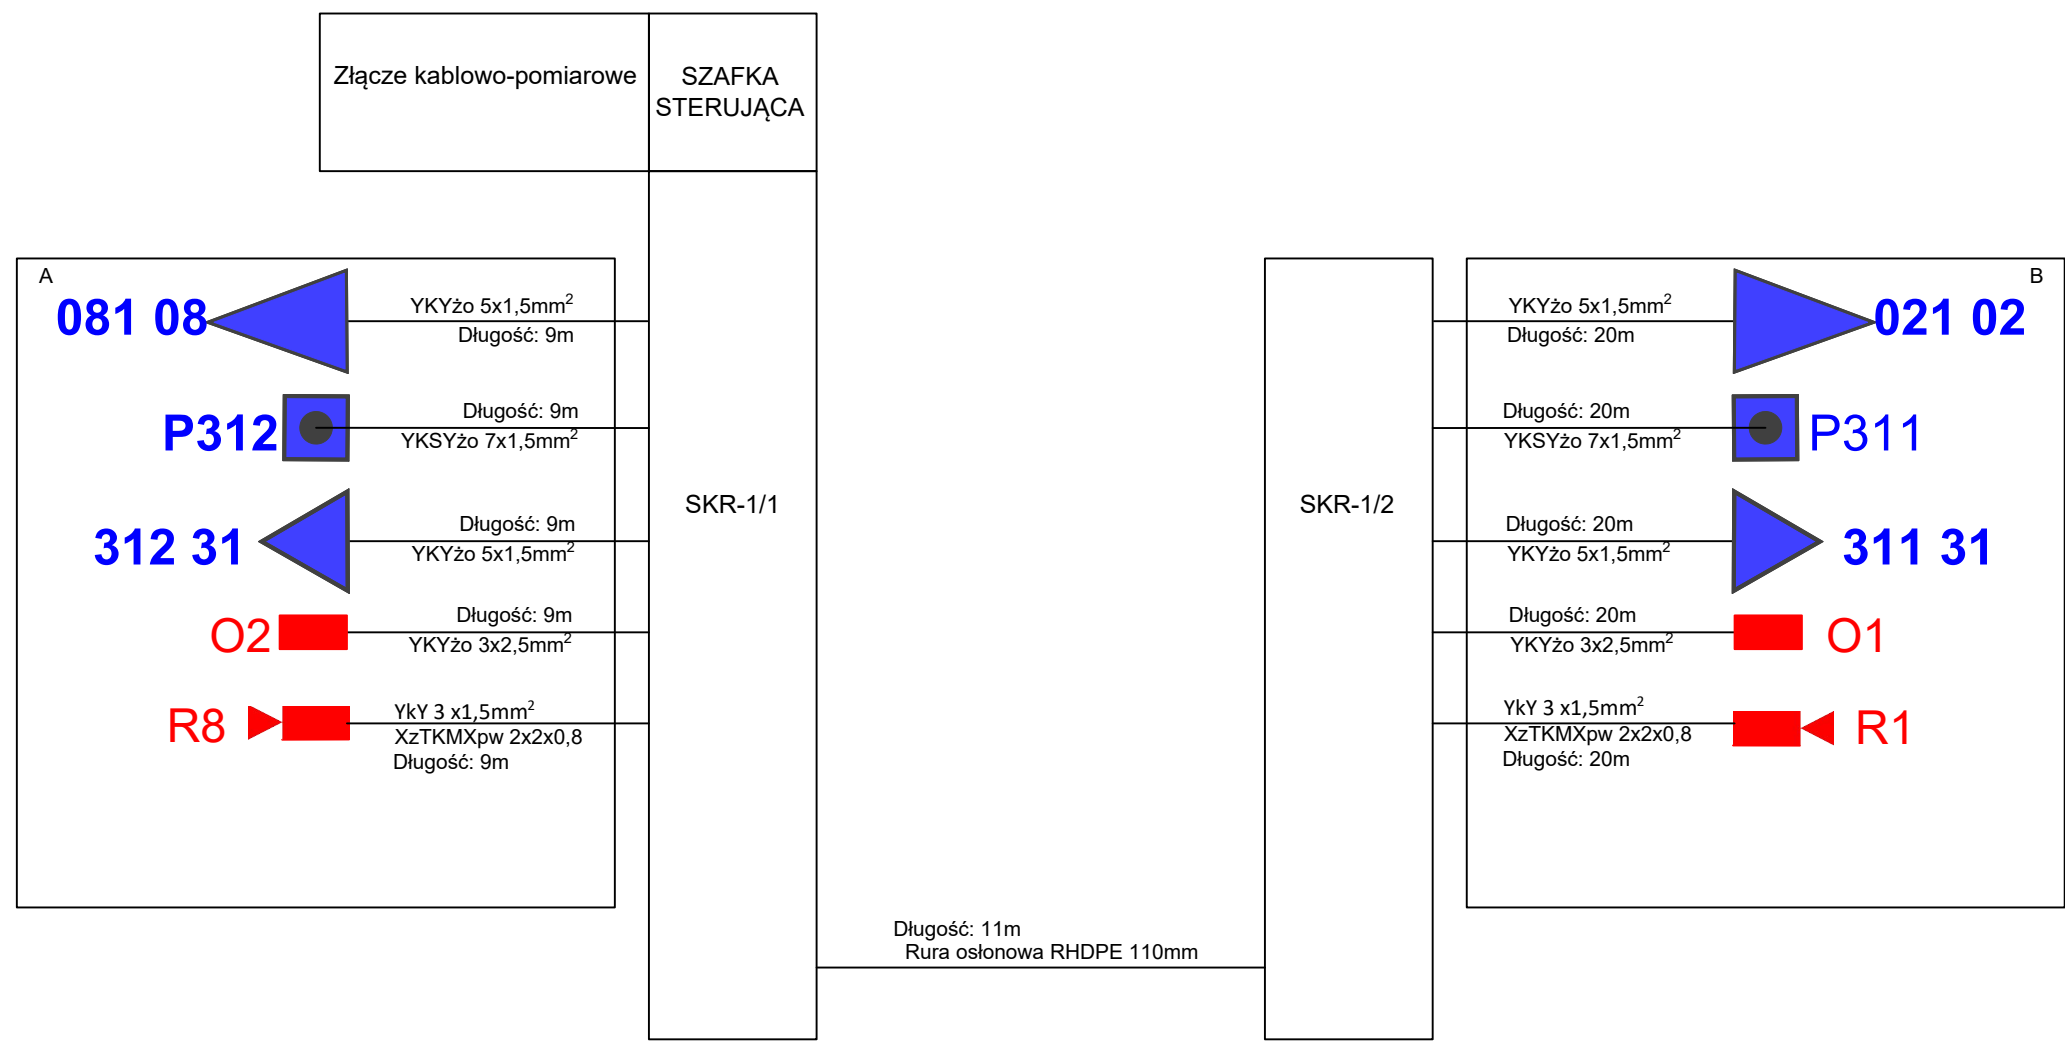 Złącze kablowo-pomiarowe
SZAFKA
STERUJĄCA
A
081 08
YKYżo 5x1,5mm²
Długość: 9m
P312
Długość: 9m
YKSYżo 7x1,5mm²
312 31
Długość: 9m
YKYżo 5x1,5mm²
O2
Długość: 9m
YKYżo 3x2,5mm²
R8
YkY 3 x1,5mm²
XzTKMXpw 2x2x0,8
Długość: 9m
SKR-1/1
Długość: 11m
Rura osłonowa RHDPE 110mm
SKR-1/2
B
YKYżo 5x1,5mm²
Długość: 20m
021 02
Długość: 20m
YKSYżo 7x1,5mm²
P311
Długość: 20m
YKYżo 5x1,5mm²
311 31
Długość: 20m
YKYżo 3x2,5mm²
O1
YkY 3 x1,5mm²
XzTKMXpw 2x2x0,8
Długość: 20m
R1